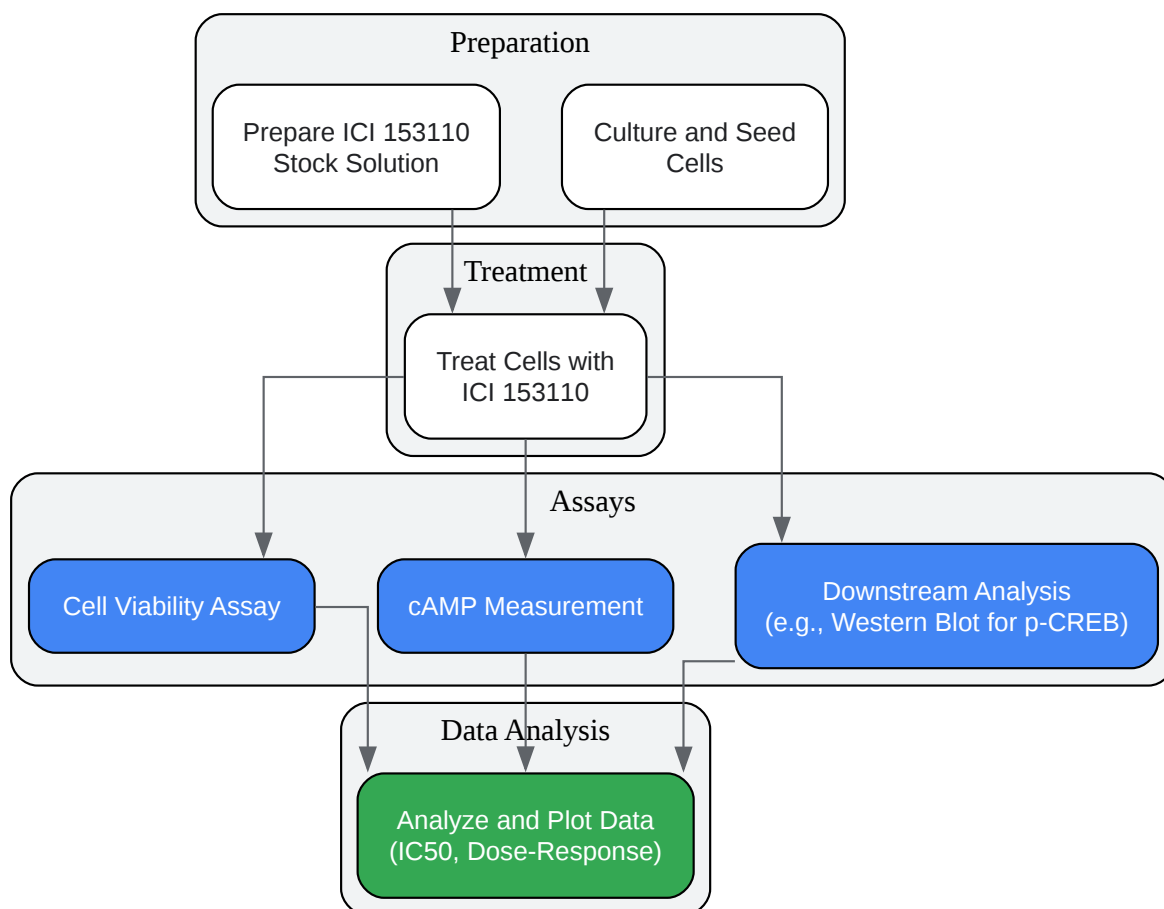 Preparation
Prepare ICI 153110
Stock Solution
Culture and Seed
Cells
Treatment
Treat Cells with
ICI 153110
Assays
Cell Viability Assay
cAMP Measurement
Downstream Analysis
(e.g., Western Blot for p-CREB)
Data Analysis
Analyze and Plot Data
(IC50, Dose-Response)